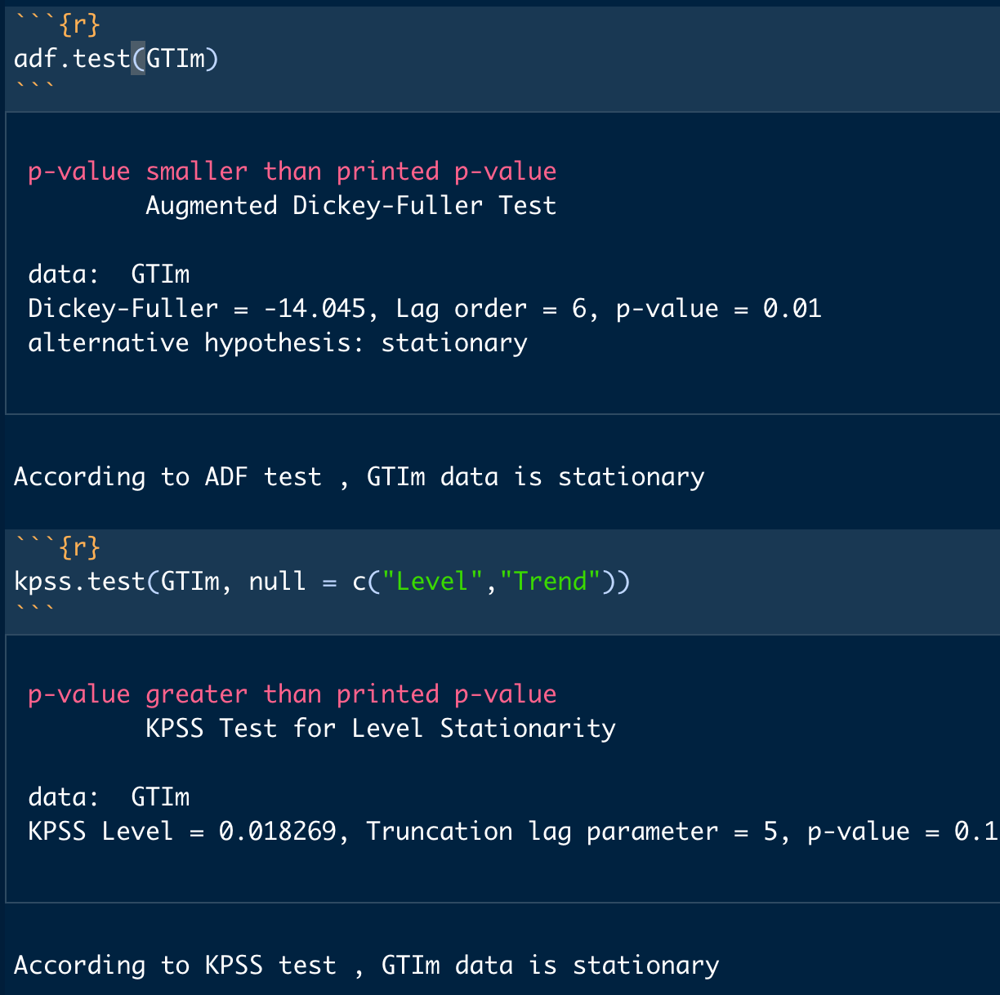 ```{r}
adf.test(GTIm)
```
p-value smaller than printed p-value
Augmented Dickey-Fuller Test
data:  GTIm
Dickey-Fuller = -14.045, Lag order = 6, p-value = 0.01
alternative hypothesis: stationary
According to ADF test , GTIm data is stationary
```{r}
kpss.test(GTIm, null = c("Level","Trend"))
```
p-value greater than printed p-value
KPSS Test for Level Stationarity
data:  GTIm
KPSS Level = 0.018269, Truncation lag parameter = 5, p-value = 0.1
According to KPSS test , GTIm data is stationary